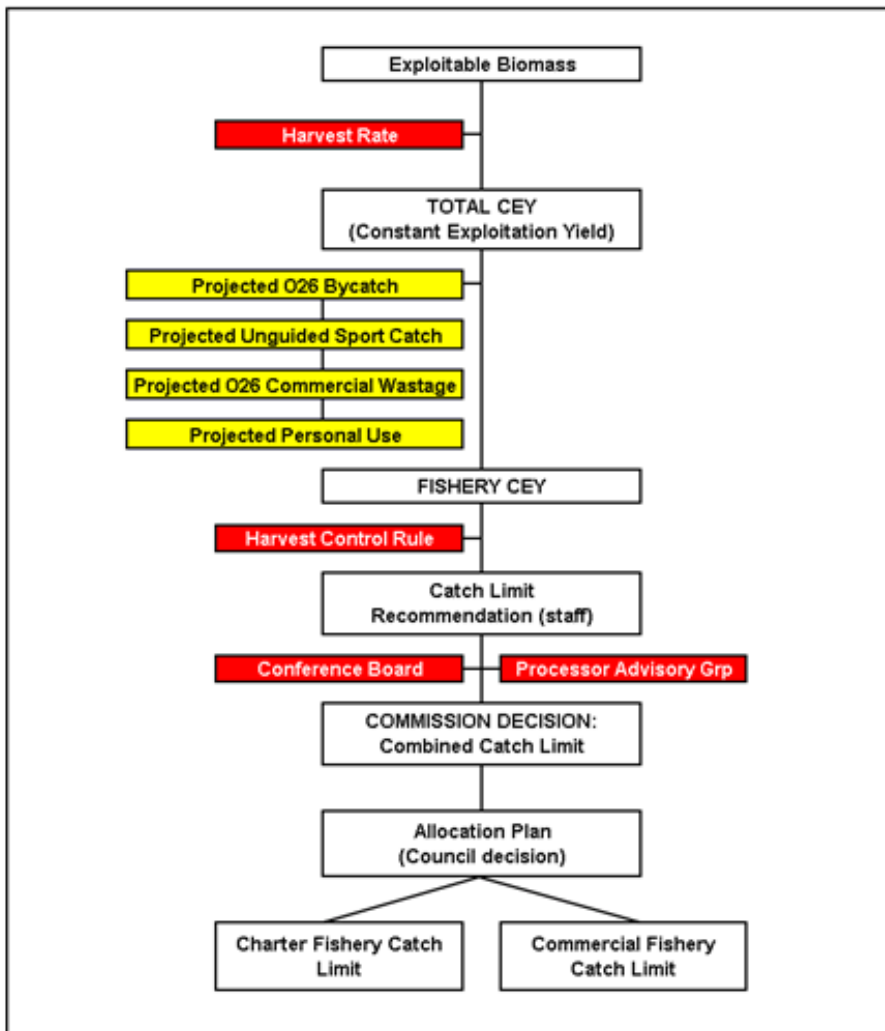 Exploitable Biomass
Harvest Rate
TOTAL CEY
(Constant Exploitation Yield)
Projected O26 Bycatch
Projected Unguided Sport Catch
Projected O26 Commercial Wastage
Projected Personal Use
FISHERY CEY
Harvest Control Rule
Catch Limit
Recommendation (staff)
Conference Board
Processor Advisory Grp
COMMISSION DECISION:
Combined Catch Limit
Allocation Plan
(Council decision)
Charter Fishery Catch
Limit
Commercial Fishery
Catch Limit